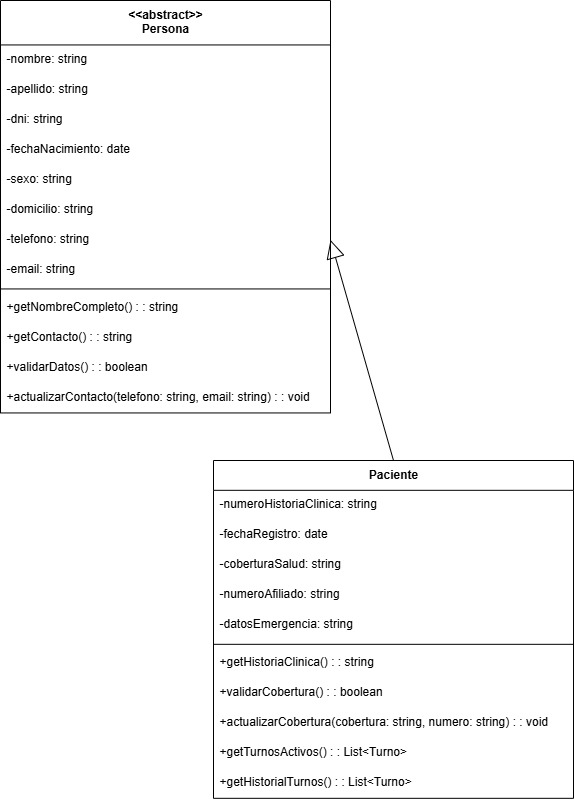 <<abstract>>
Persona
-nombre: string
-apellido: string
-dni: string
-fechaNacimiento: date
-sexo: string
-domicilio: string
-telefono: string
-email: string
+getNombreCompleto() : : string
+getContacto() : : string
+validarDatos() : : boolean
+actualizarContacto(telefono: string, email: string) : : void
Paciente
-numeroHistoriaClinica: string
-fechaRegistro: date
-coberturaSalud: string
-numeroAfiliado: string
-datosEmergencia: string
+getHistoriaClinica() : : string
+validarCobertura() : : boolean
+actualizarCobertura(cobertura: string, numero: string) : : void
+getTurnosActivos() : : List<Turno>
+getHistorialTurnos() : : List<Turno>